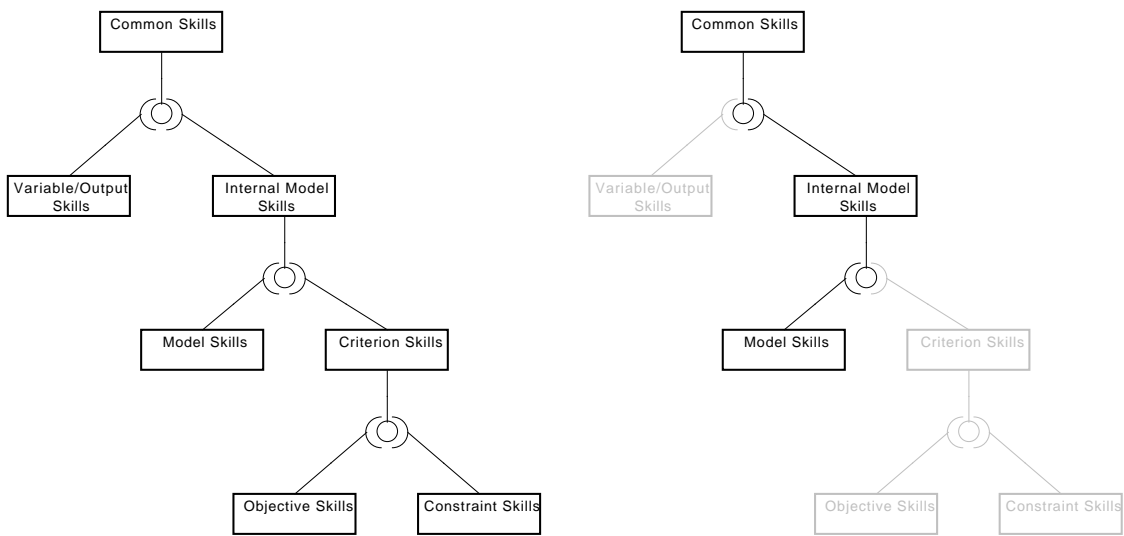 Common Skills
Variable/Output
Skills
Internal Model
Skills
Model Skills
Criterion Skills
Objective Skills
Constraint Skills
Common Skills
Variable/Output
Skills
Internal Model
Skills
Model Skills
Criterion Skills
Objective Skills
Constraint Skills